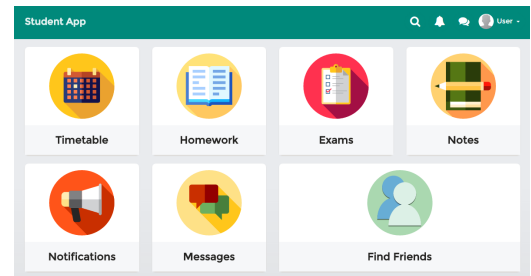 Student App
User
Timetable
Homework
Exams
Notes
Notifications
Messages
Find Friends